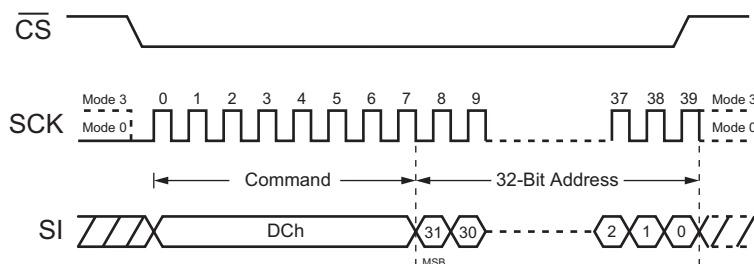 CS
Mode 3 0 1 2 3 4 5 6 7 8 9 37 38 39 Mode 3
SCK Mode 0 Mode 0
Command 32-Bit Address
SI DCh 31 30 2 1 0
MSB